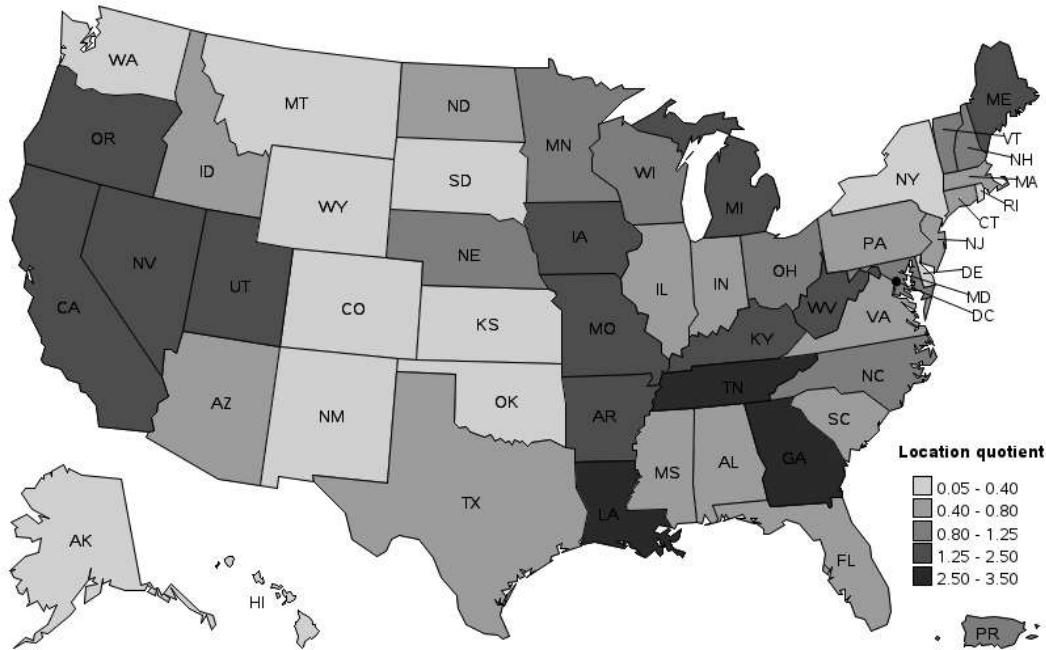 WA
MT
ND
MN
ME
OR
ID
SD
WI
VT
NH
NY
MA
RI
CT
WY
MI
IA
PA
NJ
NE
NV
UT
OH
DE
MD
DC
CA
CO
IL
IN
WV
VA
KS
MO
KY
NC
TN
AZ
NM
OK
AR
SC
MS
AL
GA
TX
LA
FL
Location quotient
0.05 - 0.40
0.40 - 0.80
0.80 - 1.25
1.25 - 2.50
2.50 - 3.50
AK
HI
PR